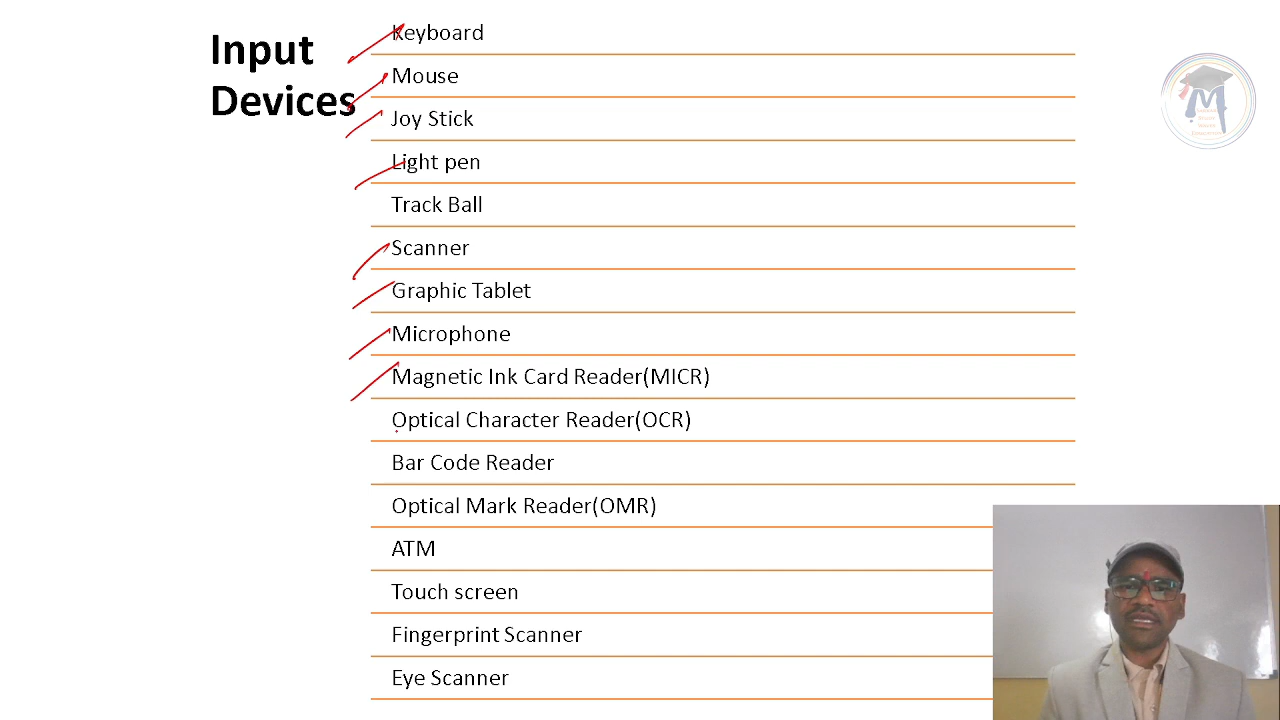 Input
Devices
Keyboard
Mouse
Joy Stick
Light pen
Track Ball
Scanner
Graphic Tablet
Microphone
Magnetic Ink Card Reader(MICR)
Optical Character Reader(OCR)
Bar Code Reader
Optical Mark Reader(OMR)
ATM
Touch screen
Fingerprint Scanner
Eye Scanner
M